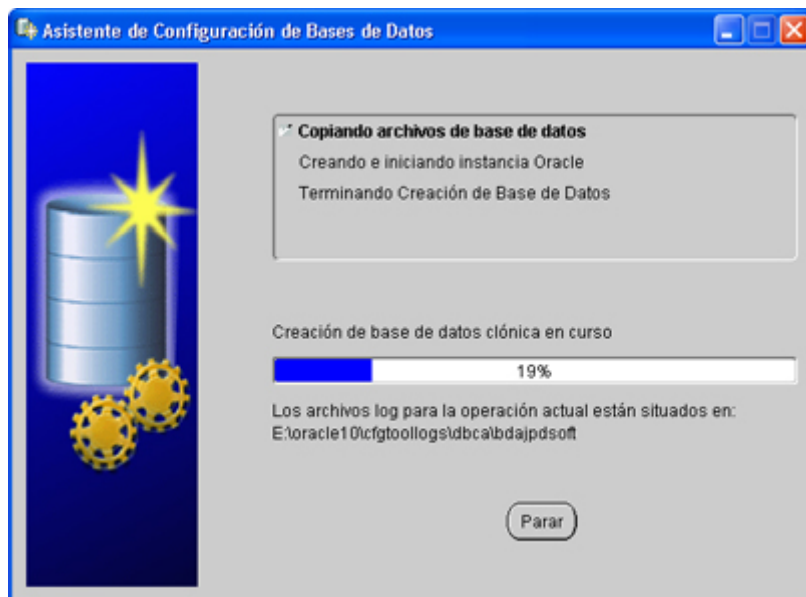 Asistente de Configuración de Bases de Datos
Copiando archivos de base de datos
Creando e iniciando instancia Oracle
Terminando Creación de Base de Datos
Creación de base de datos clónica en curso
19%
Los archivos log para la operación actual están situados en:
E:\oracle10\cfgtoollogs\dbca\bdajpdsoft
Parar